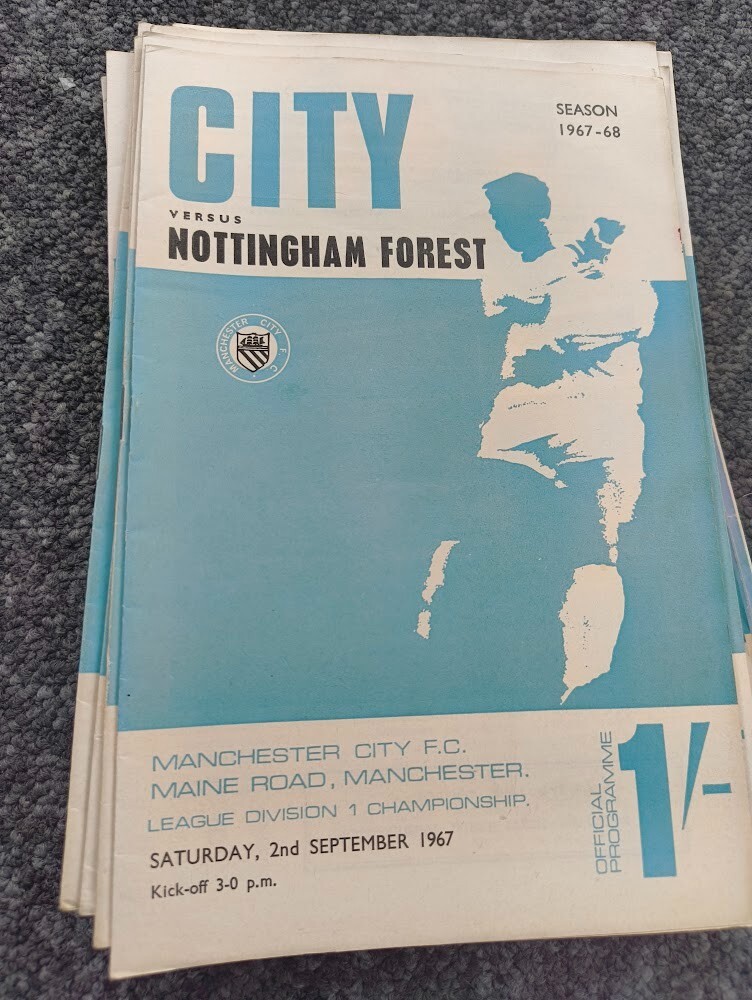 CITY
SEASON
1967-68
VERSUS
NOTTINGHAM FOREST
MANCHESTER CITY F C
MANCHESTER CITY F.C.
MAINE ROAD, MANCHESTER.
LEAGUE DIVISION 1 CHAMPIONSHIP.
SATURDAY, 2nd SEPTEMBER 1967
Kick-off 3-0 p.m.
OFFICIAL
PROGRAMME
1/-